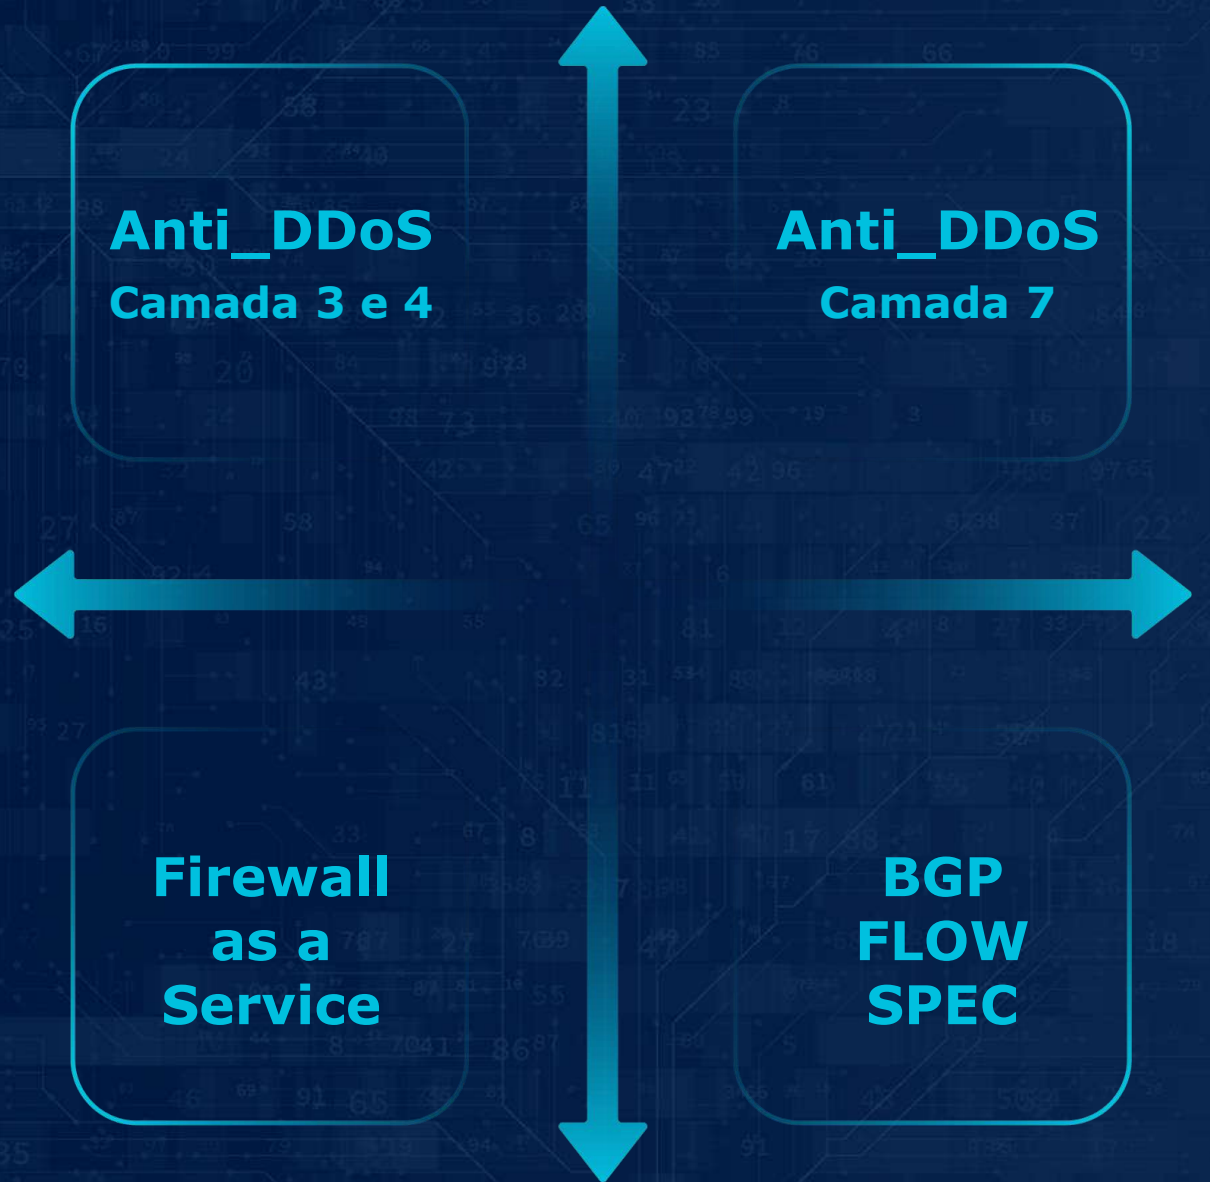 Anti_DDoS
Camada 3 e 4
Anti_DDoS
Camada 7
Firewall
as a
Service
BGP
FLOW
SPEC